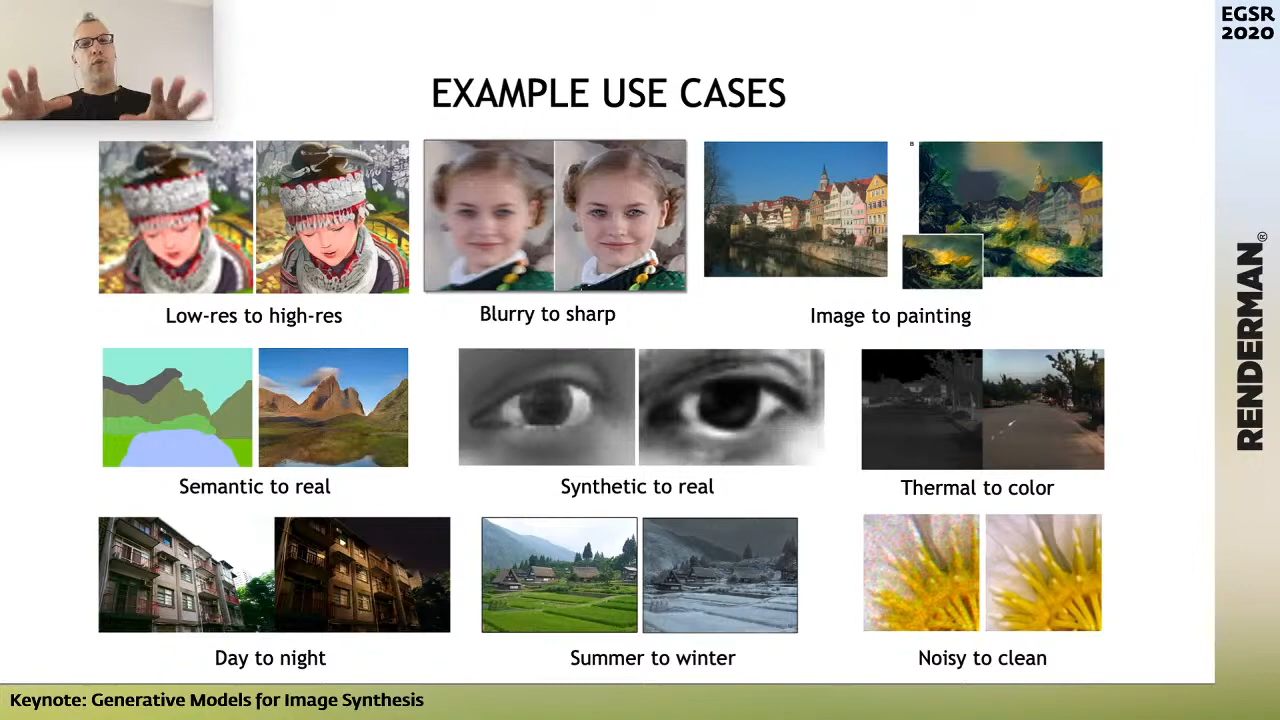 EGSR
2020
EXAMPLE USE CASES
B
Low-res to high-res
Blurry to sharp
Image to painting
Semantic to real
Synthetic to real
Thermal to color
Day to night
Summer to winter
Noisy to clean
RENDERMAN®
Keynote: Generative Models for Image Synthesis